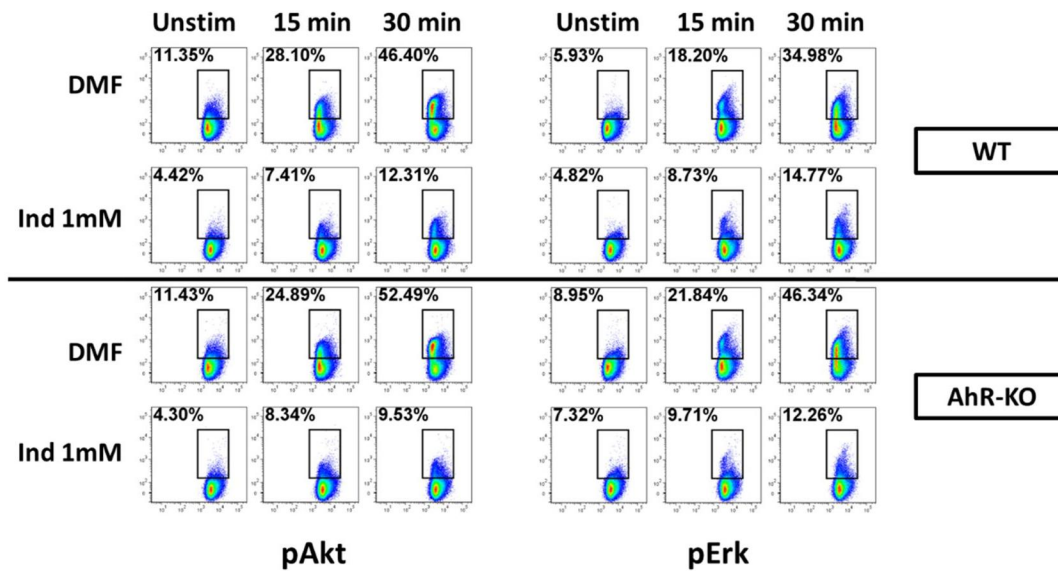 Unstim 15 min 30 min Unstim 15 min 30 min
DMF 11.35% 28.10% 46.40% 5.93% 18.20% 34.98%
WT
Ind 1mM 4.42% 7.41% 12.31% 4.82% 8.73% 14.77%
DMF 11.43% 24.89% 52.49% 8.95% 21.84% 46.34%
AhR-KO
Ind 1mM 4.30% 8.34% 9.53% 7.32% 9.71% 12.26%
pAkt pErk